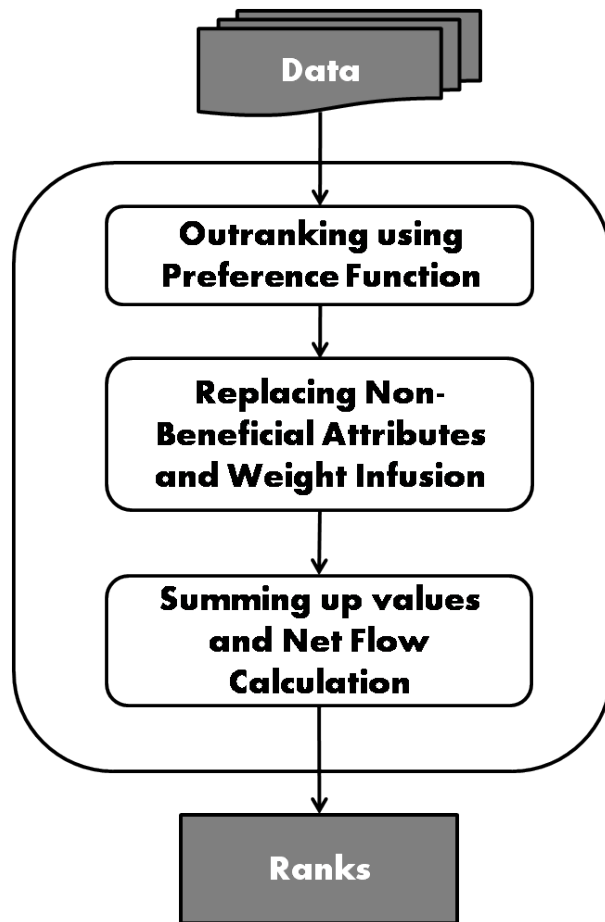 Data
Outranking using
Preference Function
Replacing Non-
Beneficial Attributes
and Weight Infusion
Summing up values
and Net Flow
Calculation
Ranks